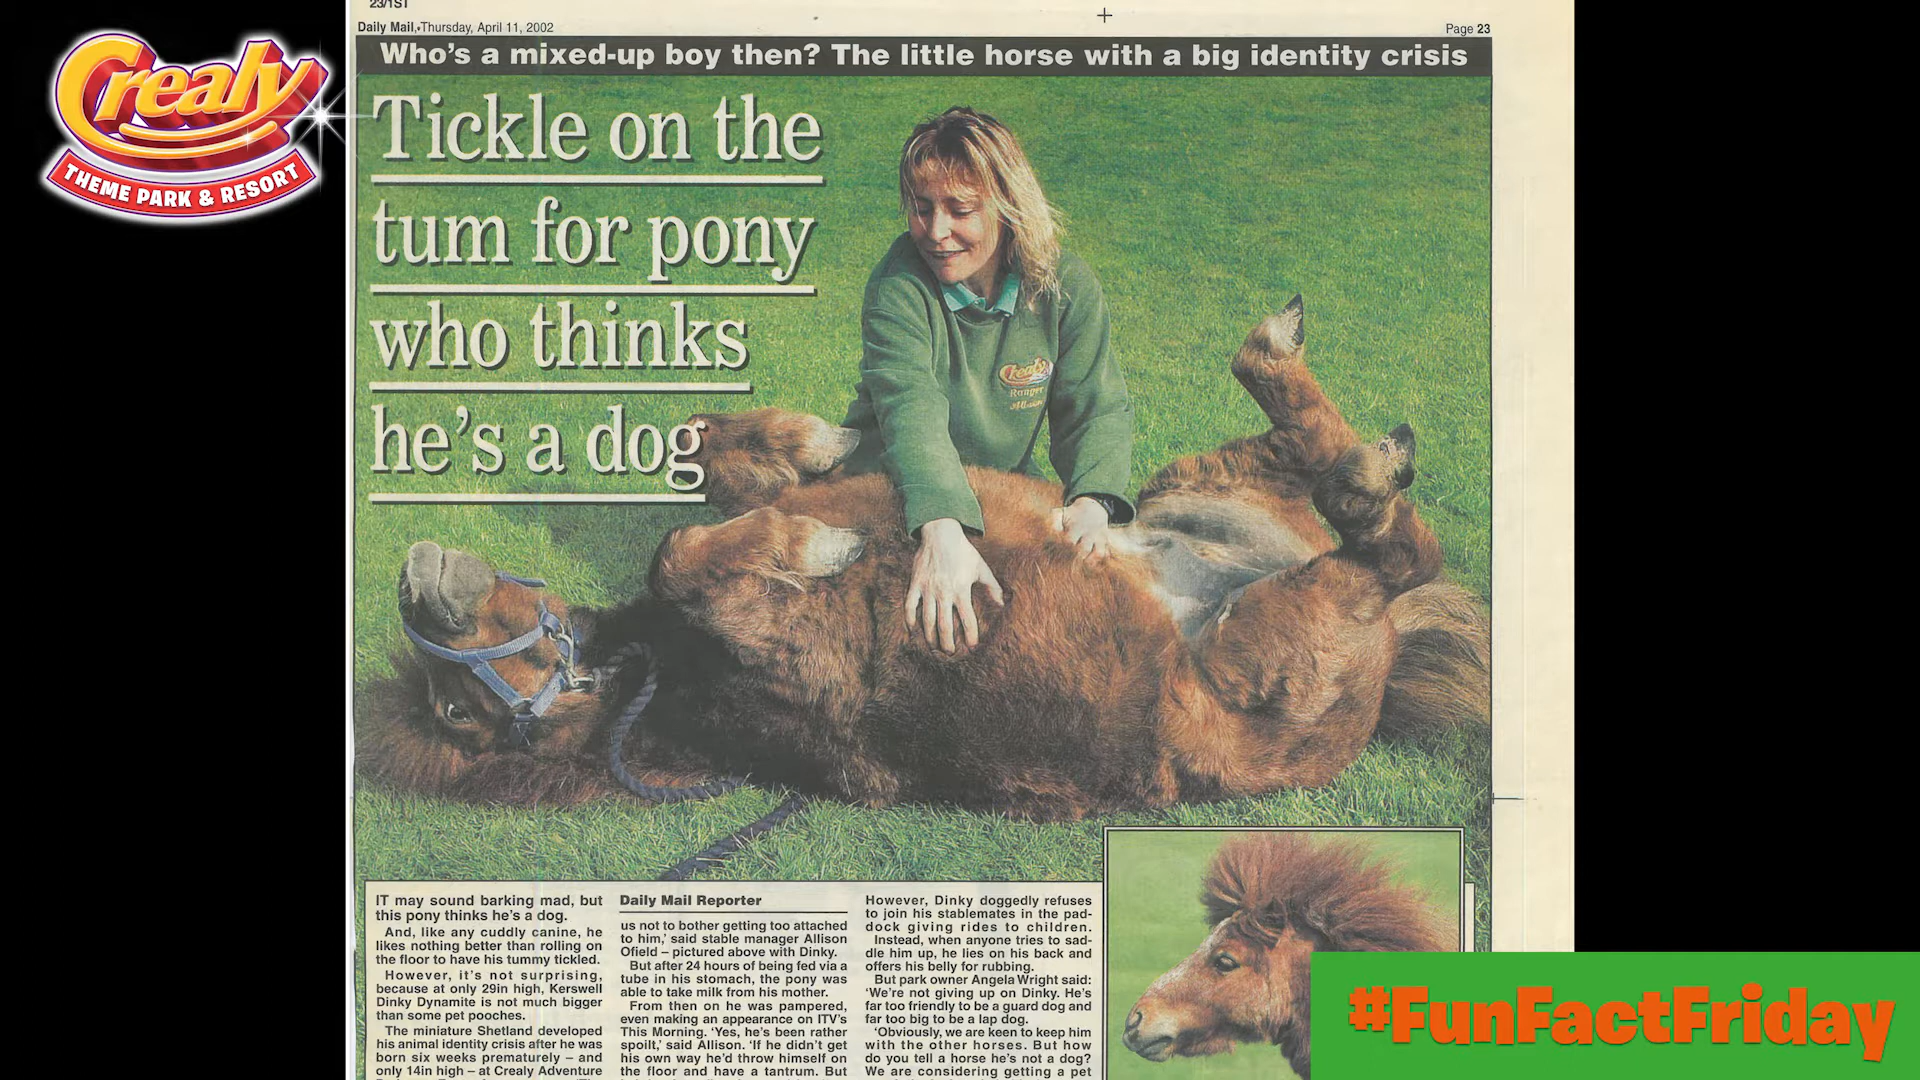 23/1ST
Daily Mail, Thursday, April 11, 2002
Page 23
Crealy
THEME PARK & RESORT
Who's a mixed-up boy then? The little horse with a big identity crisis
Tickle on the
tum for pony
who thinks
he's a dog
Crealy
Ranger
IT may sound barking mad, but
this pony thinks he's a dog.
And, like any cuddly canine, he
likes nothing better than rolling on
the floor to have his tummy tickled.
However, it's not surprising,
because at only 29in high, Kerswell
Dinky Dynamite is not much bigger
than some pet pooches.
The miniature Shetland developed
his animal identity crisis after he was
born six weeks prematurely – and
only 14in high – at Crealy Adventure
Daily Mail Reporter
us not to bother getting too attached
to him,' said stable manager Allison
Ofield – pictured above with Dinky.
But after 24 hours of being fed via a
tube in his stomach, the pony was
able to take milk from his mother.
From then on he was pampered,
even making an appearance on ITV's
This Morning. 'Yes, he's been rather
spoilt,' said Allison. 'If he didn't get
his own way he'd throw himself on
the floor and have a tantrum. But
However, Dinky doggedly refuses
to join his stablemates in the pad-
dock giving rides to children.
Instead, when anyone tries to sad-
dle him up, he lies on his back and
offers his belly for rubbing.
But park owner Angela Wright said:
'We're not giving up on Dinky. He's
far too friendly to be a guard dog and
far too big to be a lap dog.
'Obviously, we are keen to keep him
with the other horses. But how
do you tell a horse he's not a dog?
We are considering getting a pet
#FunFactFriday